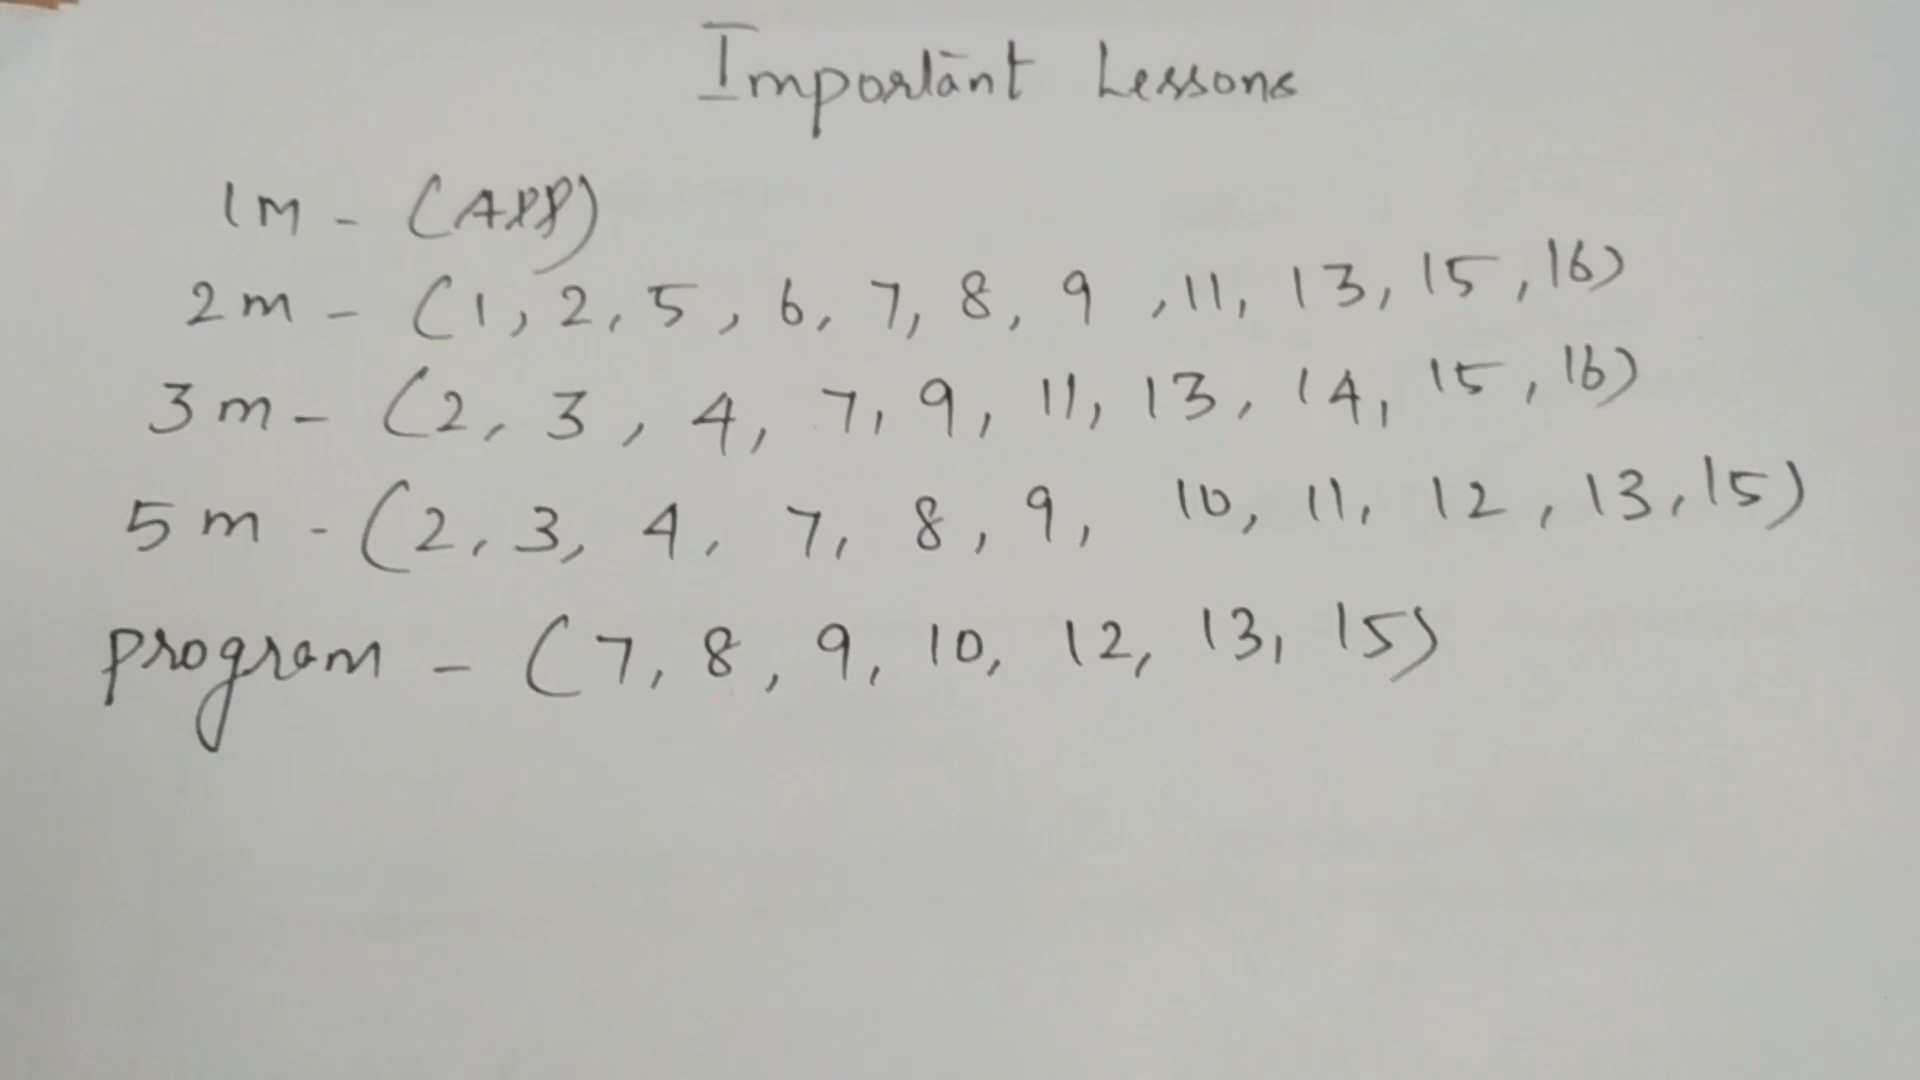 Important Lessons
1M - (APP)
2m - (1, 2, 5, 6, 7, 8, 9, 11, 13, 15, 16)
3m - (2, 3, 4, 7, 9, 11, 13, 14, 15, 16)
5m - (2, 3, 4, 7, 8, 9, 10, 11, 12, 13, 15)
program - (7, 8, 9, 10, 12, 13, 15)